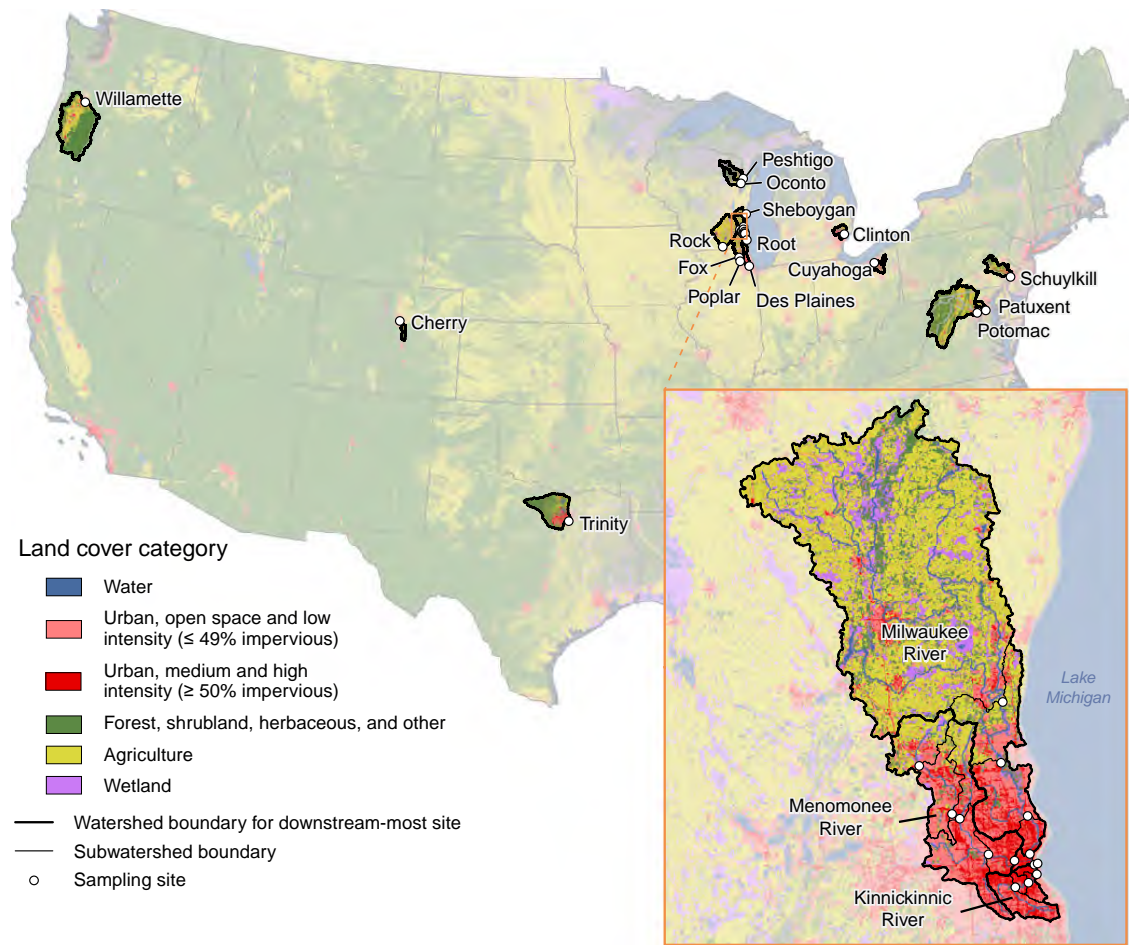 Willamette
Peshtigo
Oconto
Sheboygan
Rock
Root
Clinton
Fox
Cuyahoga
Poplar
Des Plaines
Schuylkill
Patuxent
Potomac
Cherry
Trinity
Land cover category
Water
Urban, open space and low
intensity (≤ 49% impervious)
Urban, medium and high
intensity (≥ 50% impervious)
Forest, shrubland, herbaceous, and other
Agriculture
Wetland
Watershed boundary for downstream-most site
Subwatershed boundary
Sampling site
Milwaukee
River
Lake
Michigan
Menomonee
River
Kinnickinnic
River